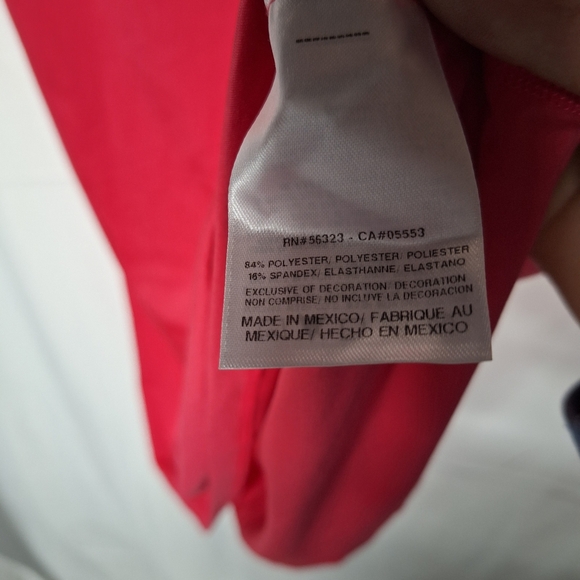 ----------
RN#56323 - CA#05553
84% POLYESTER/ POLYESTER/ POLIESTER
16% SPANDEX/ ELASTHANNE/ ELASTANO
EXCLUSIVE OF DECORATION/ DECORATION
NON COMPRISE/ NO INCLUYE LA DECORACION
MADE IN MEXICO/ FABRIQUE AU
MEXIQUE/ HECHO EN MEXICO